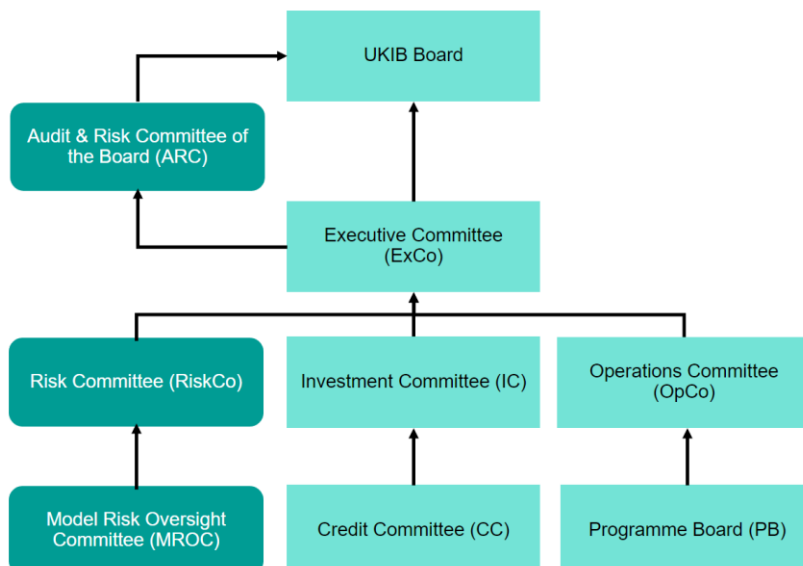 UKIB Board
Audit & Risk Committee of
the Board (ARC)
Executive Committee
(ExCo)
Risk Committee (RiskCo)
Investment Committee (IC)
Operations Committee
(OpCo)
Model Risk Oversight
Committee (MROC)
Credit Committee (CC)
Programme Board (PB)